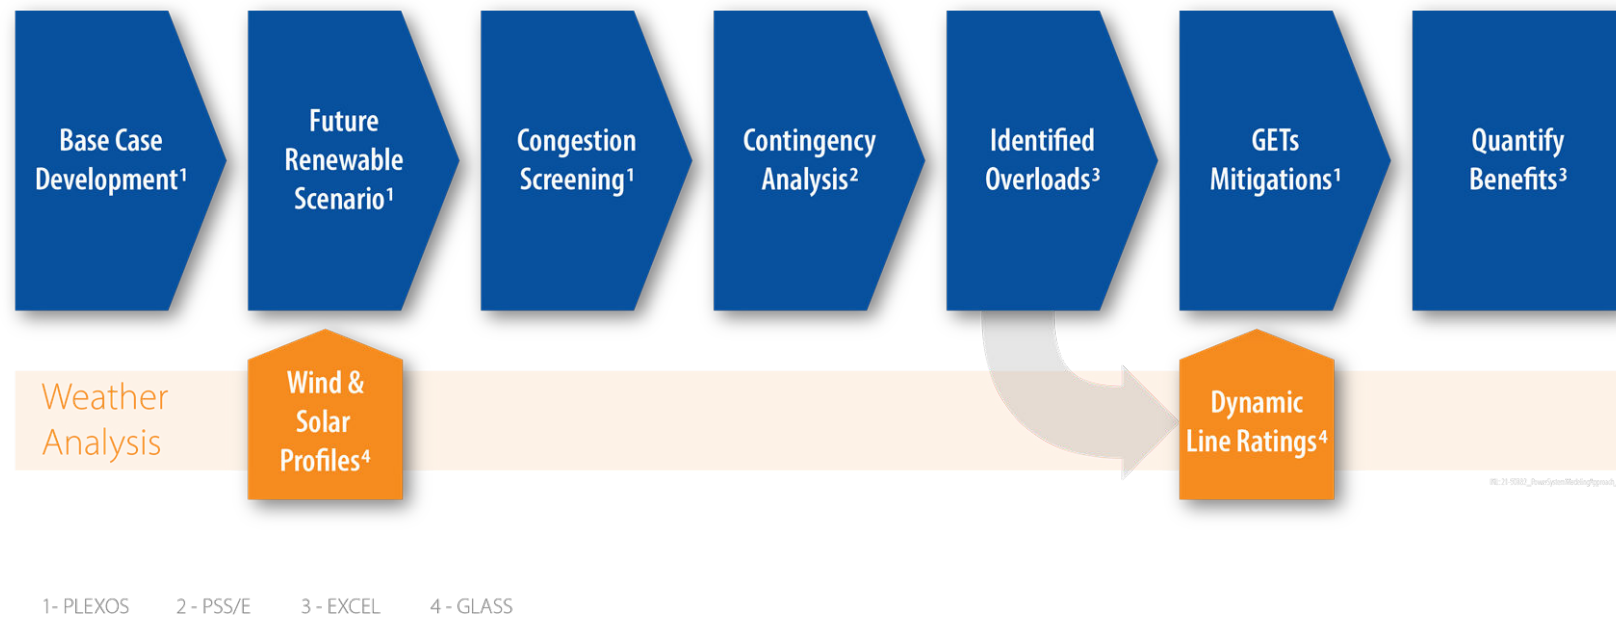 Base Case
Development¹
Future
Renewable
Scenario¹
Congestion
Screening¹
Contingency
Analysis²
Identified
Overloads³
GETs
Mitigations¹
Quantify
Benefits³
Weather
Analysis
Wind &
Solar
Profiles⁴
Dynamic
Line Ratings⁴
1- PLEXOS
2 - PSS/E
3 - EXCEL
4 - GLASS